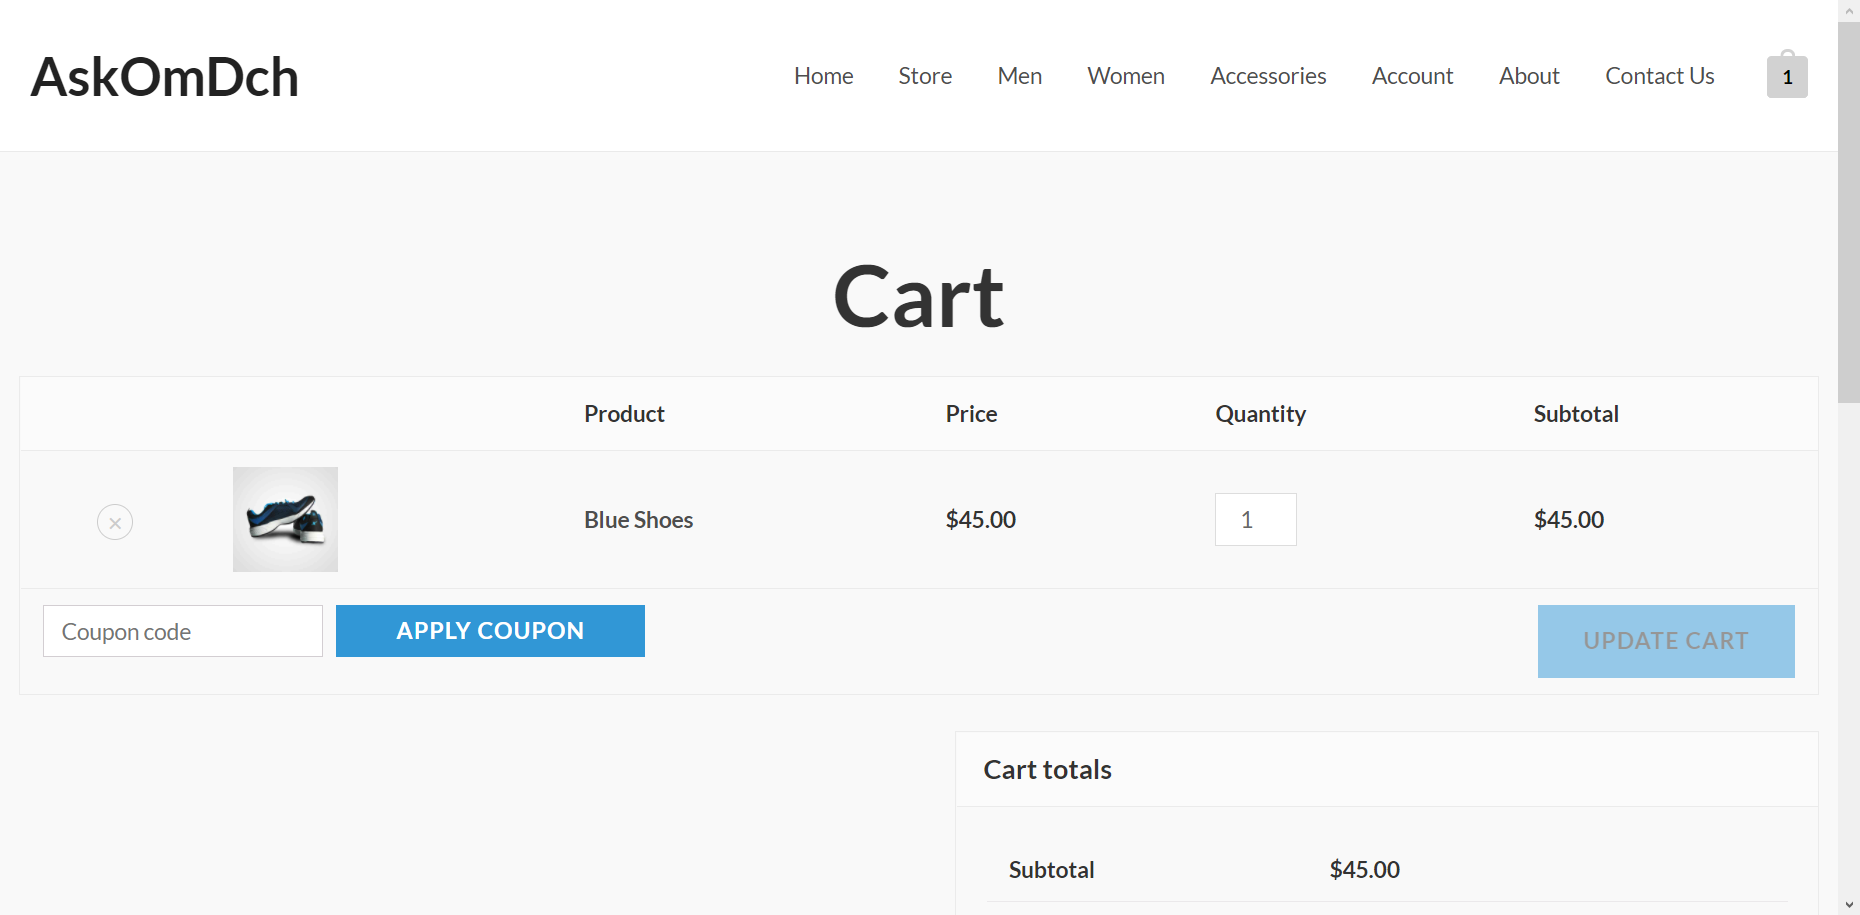 AskOmDch
Home Store Men Women Accessories Account About Contact Us 1
Cart
Product Price Quantity Subtotal
× Blue Shoes $45.00 1 $45.00
Coupon code APPLY COUPON UPDATE CART
Cart totals
Subtotal $45.00